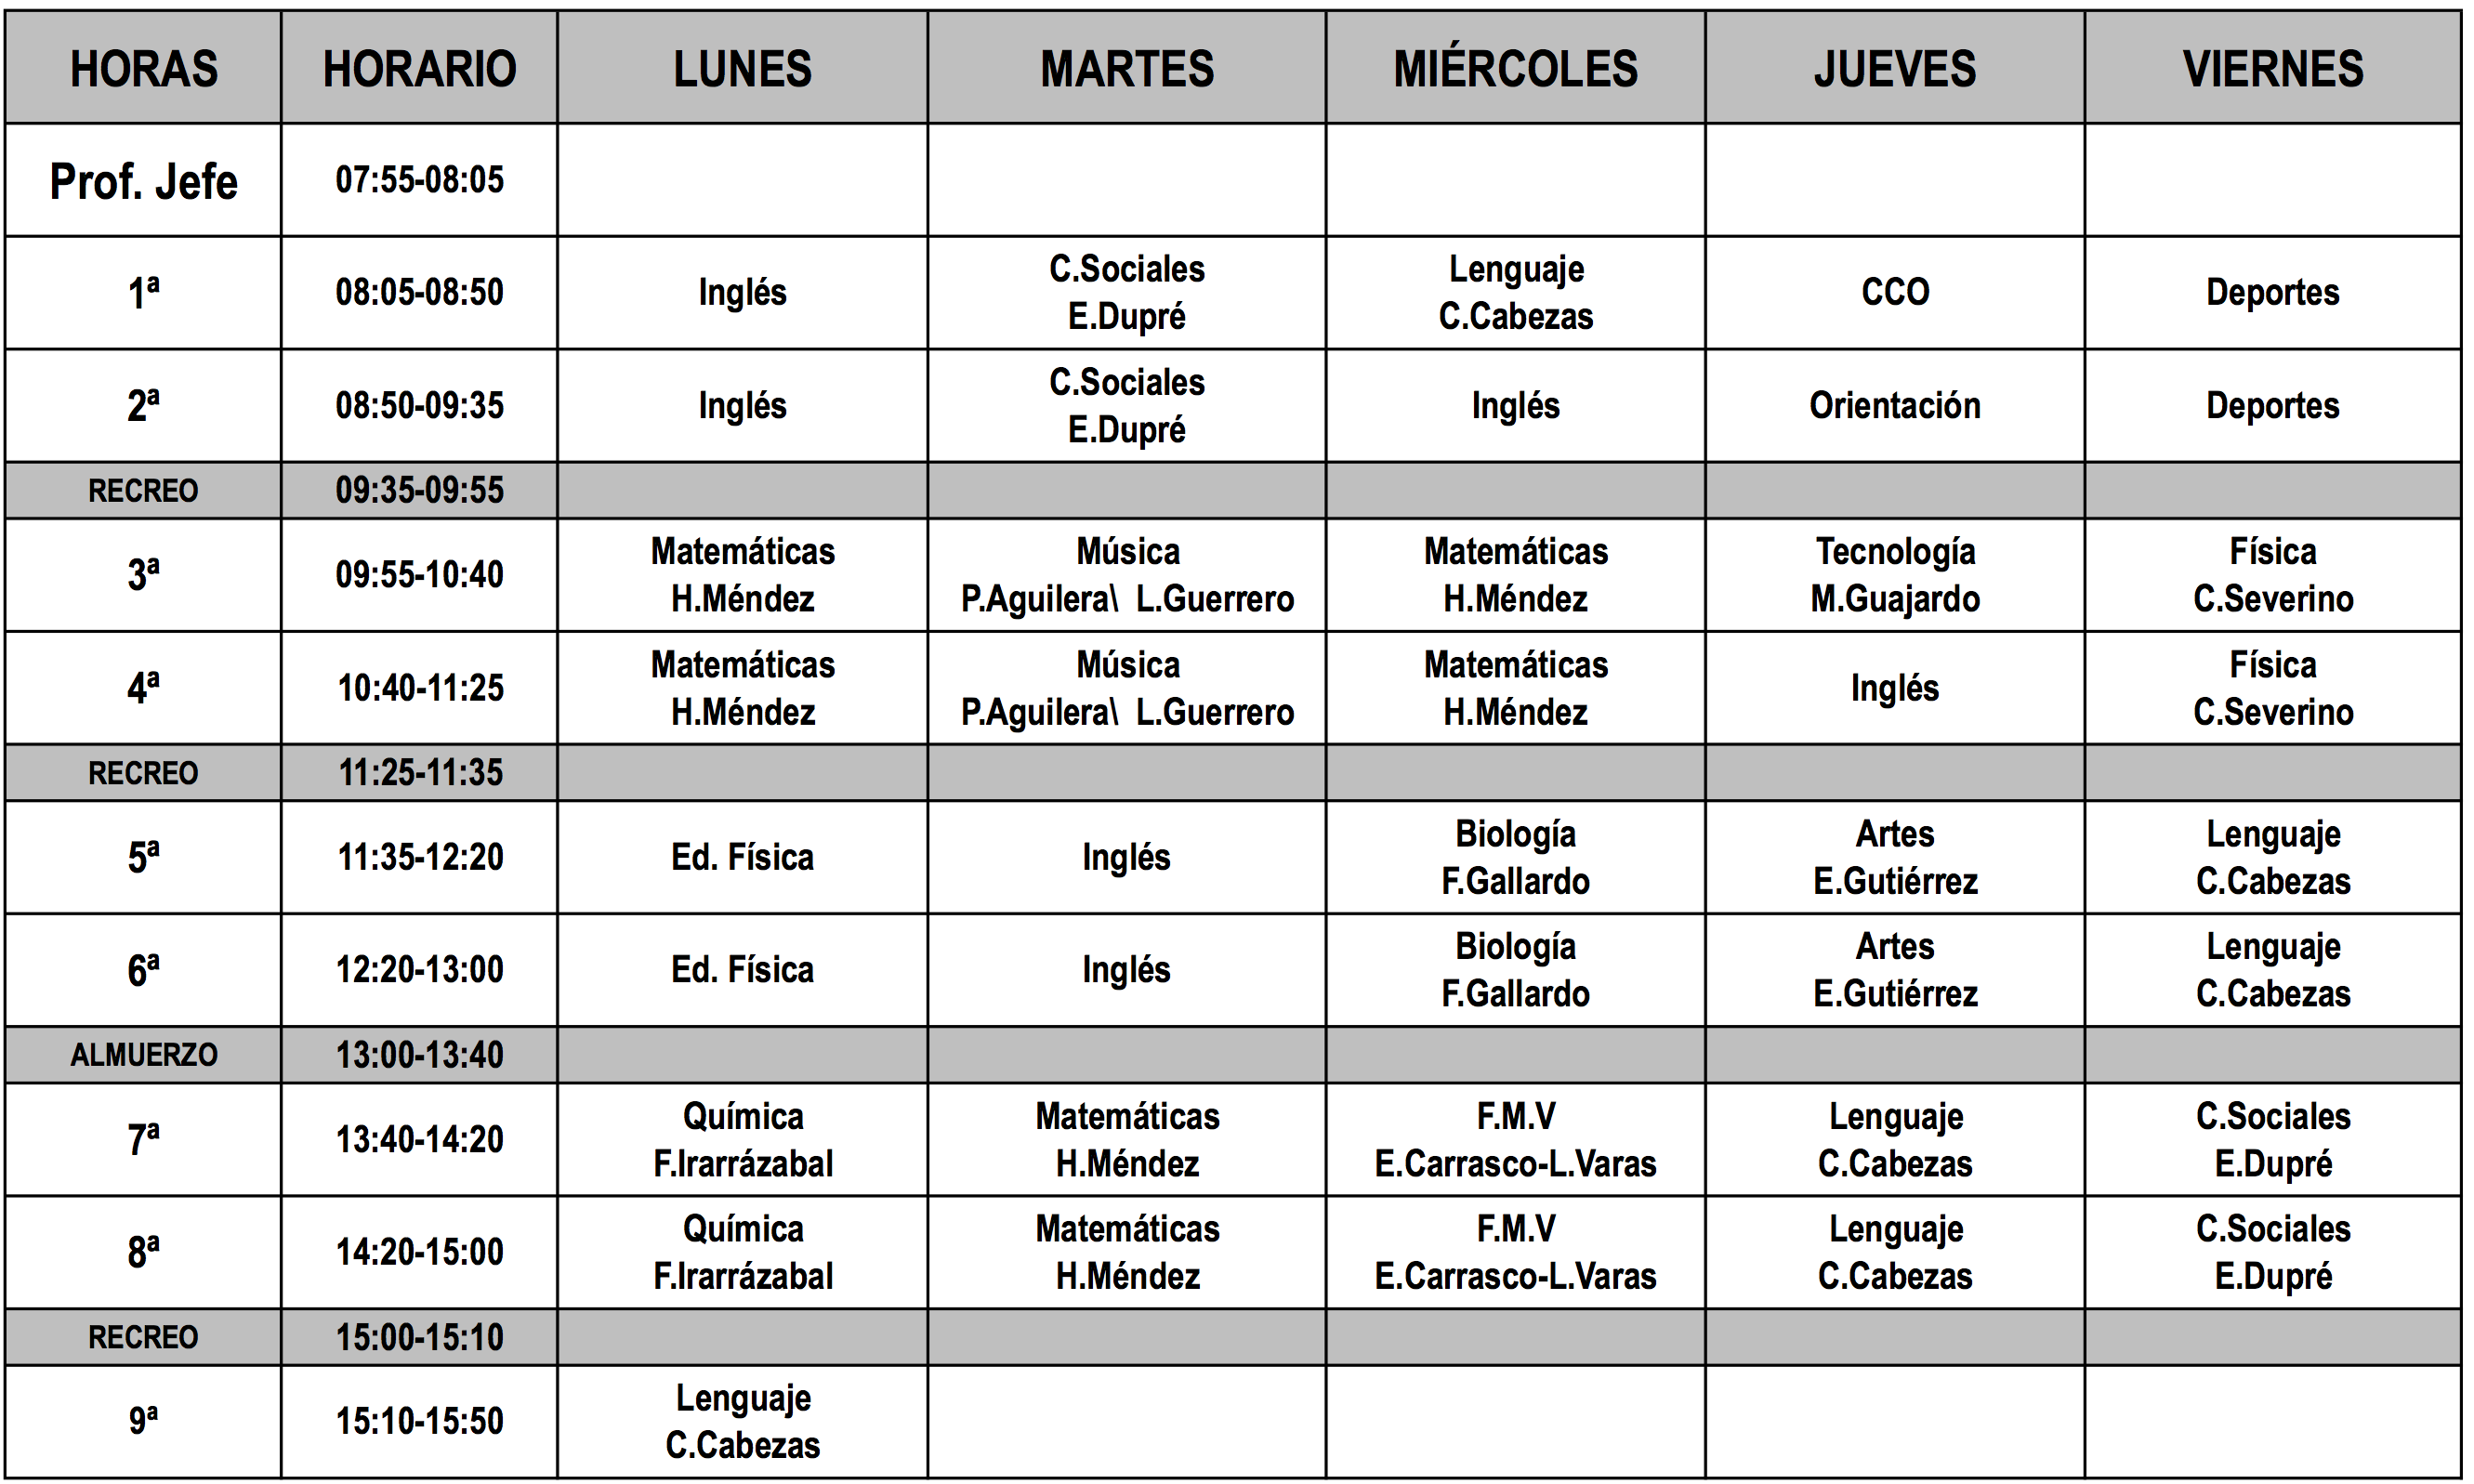 HORAS HORARIO LUNES MARTES MIÉRCOLES JUEVES VIERNES
Prof. Jefe 07:55-08:05
1ª 08:05-08:50 Inglés C.Sociales E.Dupré Lenguaje C.Cabezas CCO Deportes
2ª 08:50-09:35 Inglés C.Sociales E.Dupré Inglés Orientación Deportes
RECREO 09:35-09:55
3ª 09:55-10:40 Matemáticas H.Méndez Música P.Aguilera\ L.Guerrero Matemáticas H.Méndez Tecnología M.Guajardo Física C.Severino
4ª 10:40-11:25 Matemáticas H.Méndez Música P.Aguilera\ L.Guerrero Matemáticas H.Méndez Inglés Física C.Severino
RECREO 11:25-11:35
5ª 11:35-12:20 Ed. Física Inglés Biología F.Gallardo Artes E.Gutiérrez Lenguaje C.Cabezas
6ª 12:20-13:00 Ed. Física Inglés Biología F.Gallardo Artes E.Gutiérrez Lenguaje C.Cabezas
ALMUERZO 13:00-13:40
7ª 13:40-14:20 Química F.Irarrázabal Matemáticas H.Méndez F.M.V E.Carrasco-L.Varas Lenguaje C.Cabezas C.Sociales E.Dupré
8ª 14:20-15:00 Química F.Irarrázabal Matemáticas H.Méndez F.M.V E.Carrasco-L.Varas Lenguaje C.Cabezas C.Sociales E.Dupré
RECREO 15:00-15:10
9ª 15:10-15:50 Lenguaje C.Cabezas